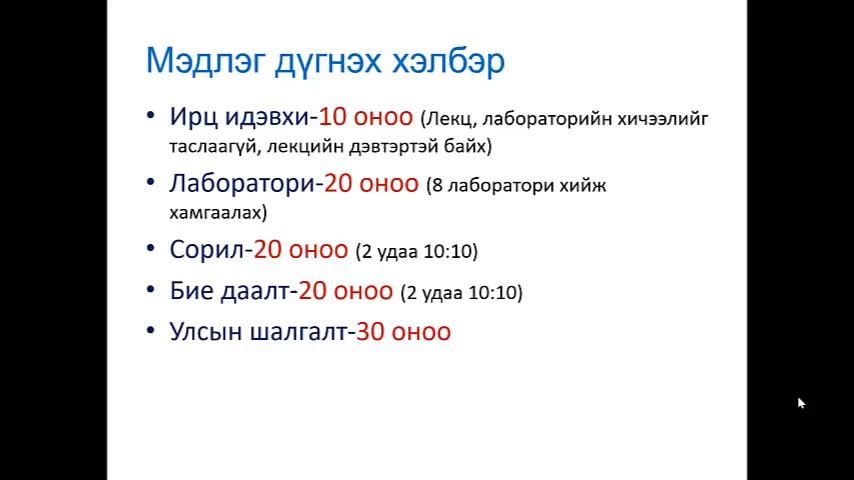 Мэдлэг дүгнэх хэлбэр
• Ирц идэвхи-10 оноо (Лекц, лабораторийн хичээлийг
таслаагүй, лекцийн дэвтэртэй байх)
• Лаборатори-20 оноо (8 лаборатори хийж
хамгаалах)
• Сорил-20 оноо (2 удаа 10:10)
• Бие даалт-20 оноо (2 удаа 10:10)
• Улсын шалгалт-30 оноо